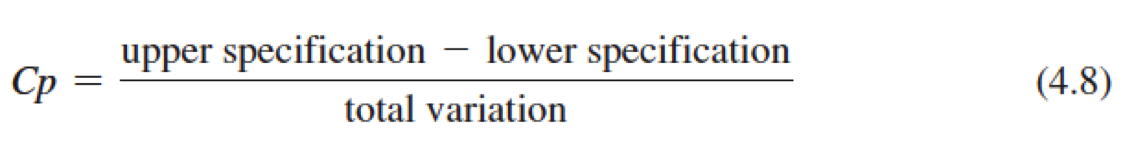 Cp = upper specification − lower specification / total variation (4.8)